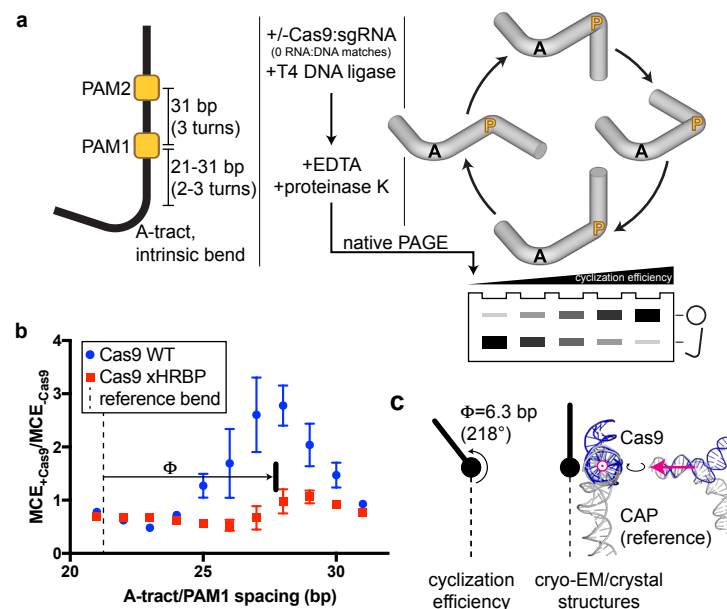 a
PAM2
PAM1
31 bp
(3 turns)
21-31 bp
(2-3 turns)
A-tract,
intrinsic bend
+/-Cas9:sgRNA
(0 RNA:DNA matches)
+T4 DNA ligase
+EDTA
+proteinase K
native PAGE
A
P
A
P
A
P
A
P
cyclization efficiency
b
Cas9 WT
Cas9 xHRBP
reference bend
Φ
MCE+Cas9/MCE-Cas9
0
1
2
3
4
20
25
30
A-tract/PAM1 spacing (bp)
c
Φ=6.3 bp
(218°)
Cas9
CAP
(reference)
cyclization
efficiency
cryo-EM/crystal
structures